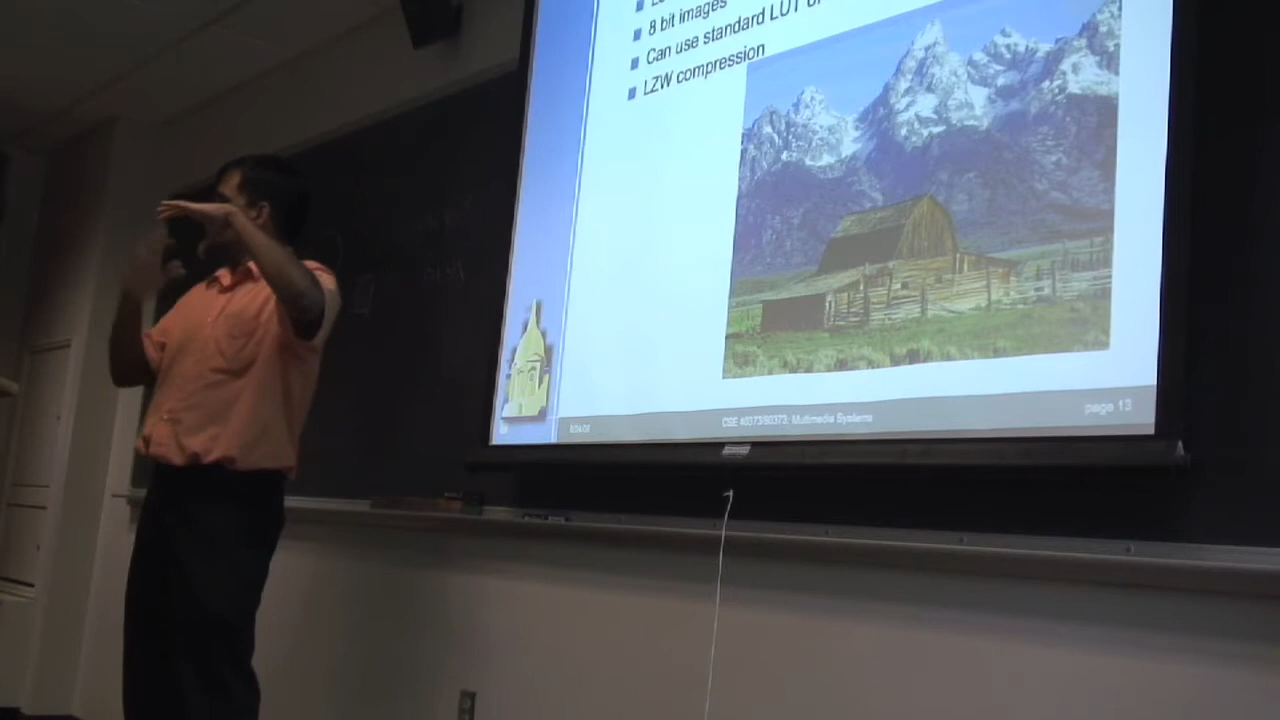 8 bit images
Can use standard LUT
LZW compression
CSE 40373/60373: Multimedia Systems
page 13